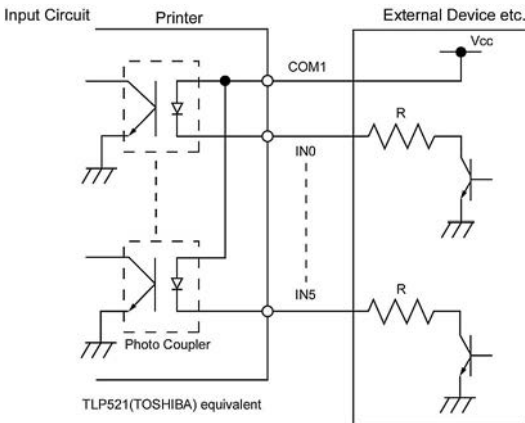 Input Circuit
Printer
External Device etc.
Vcc
COM1
R
IN0
R
IN5
Photo Coupler
TLP521(TOSHIBA) equivalent